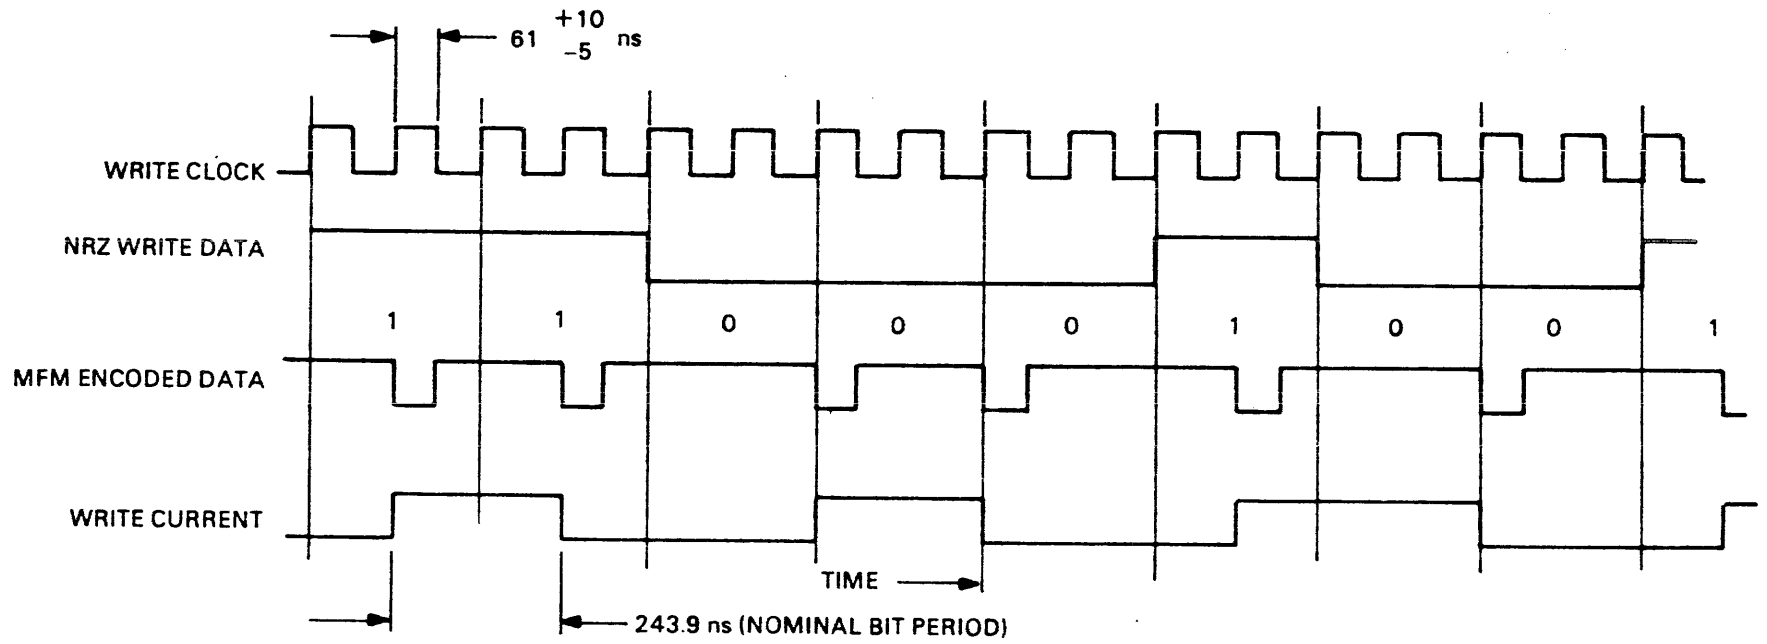 61 +10 -5 ns
WRITE CLOCK
NRZ WRITE DATA
1 1 0 0 0 1 0 0 1
MFM ENCODED DATA
WRITE CURRENT
TIME
243.9 ns (NOMINAL BIT PERIOD)